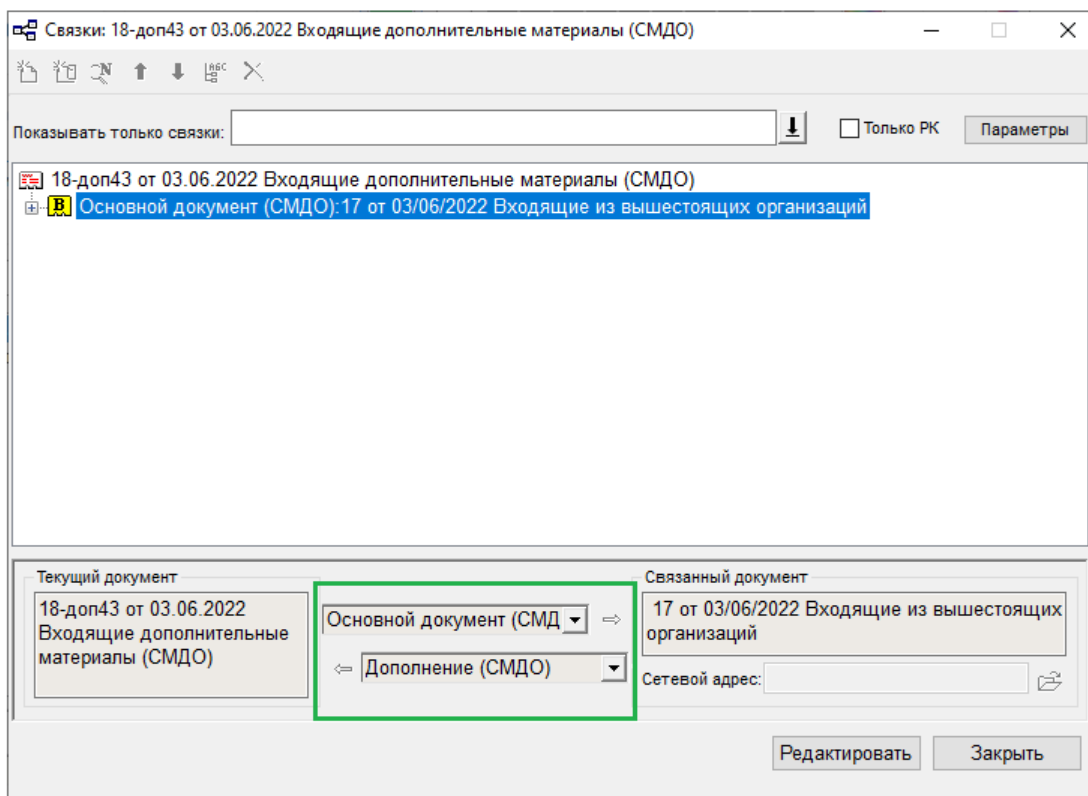 Связки: 18-доп43 от 03.06.2022 Входящие дополнительные материалы (СМДО)
Показывать только связки:
Только РК
Параметры
18-доп43 от 03.06.2022 Входящие дополнительные материалы (СМДО)
В Основной документ (СМДО):17 от 03/06/2022 Входящие из вышестоящих организаций
Текущий документ
18-доп43 от 03.06.2022
Входящие дополнительные
материалы (СМДО)
Основной документ (СМД
Дополнение (СМДО)
Связанный документ
17 от 03/06/2022 Входящие из вышестоящих
организаций
Сетевой адрес:
Редактировать
Закрыть